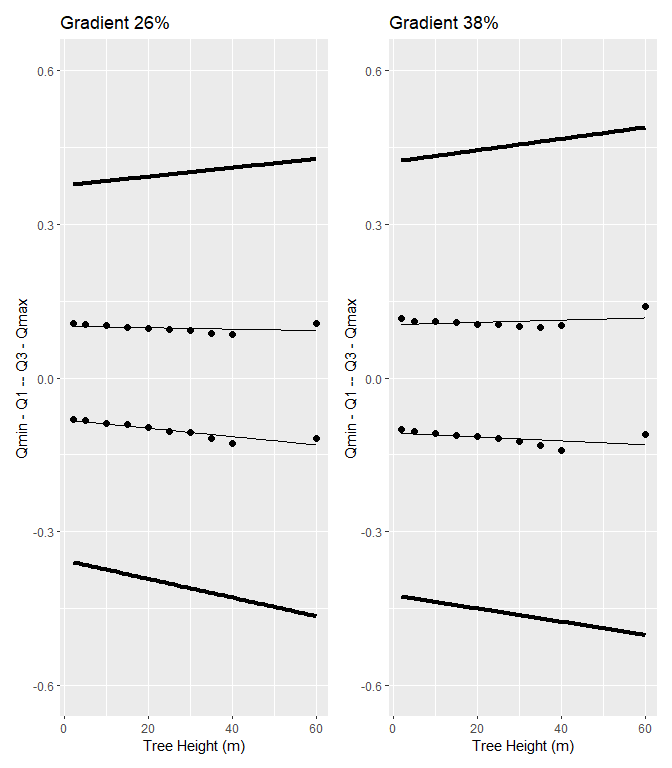 Gradient 26%
Gradient 38%
Qmin - Q1 -- Q3 - Qmax
0.6
0.3
0.0
-0.3
-0.6
0 20 40 60
Tree Height (m)
Qmin - Q1 -- Q3 - Qmax
0.6
0.3
0.0
-0.3
-0.6
0 20 40 60
Tree Height (m)